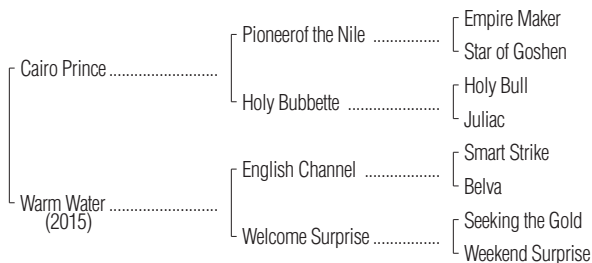 Empire Maker
Pioneerof the Nile ................
Star of Goshen
Cairo Prince ..........................
Holy Bull
Holy Bubbette ......................
Juliac
Smart Strike
English Channel ..................
Belva
Warm Water ..........................
(2015)
Seeking the Gold
Welcome Surprise ................
Weekend Surprise